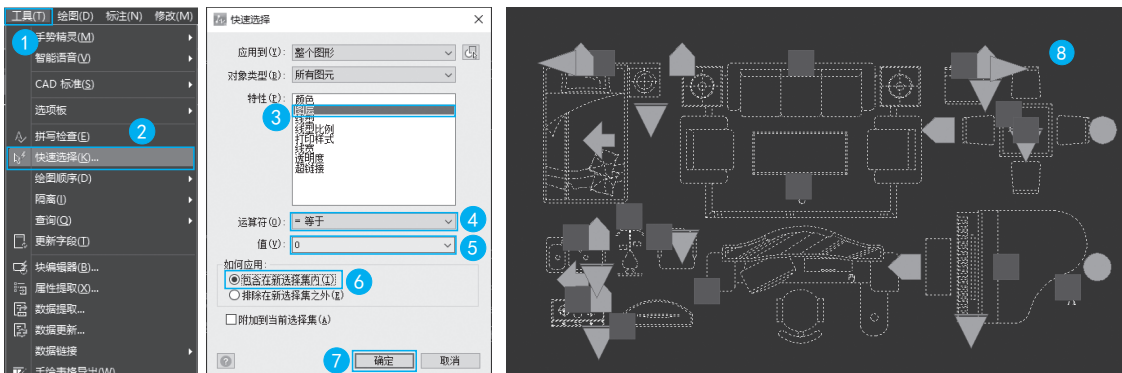 工具(T) 绘图(D) 标注(N) 修改(M)
1
手势精灵(M)
智能语音(V)
CAD 标准(S)
选项板
拼写检查(E)
2
快速选择(K)...
绘图顺序(D)
隔离(I)
查询(Q)
更新字段(T)
块编辑器(B)...
属性提取(X)...
数据提取...
数据更新...
数据链接
手绘表格导出(W)
快速选择
应用到(Y):
整个图形
对象类型(B):
所有图元
特性(P):
颜色
3
图层
线型
线型比例
打印样式
线宽
透明度
超链接
运算符(O):
= 等于
4
值(V):
0
5
如何应用:
包含在新选择集内(I)
6
排除在新选择集之外(E)
附加到当前选择集(A)
7
确定
取消
8